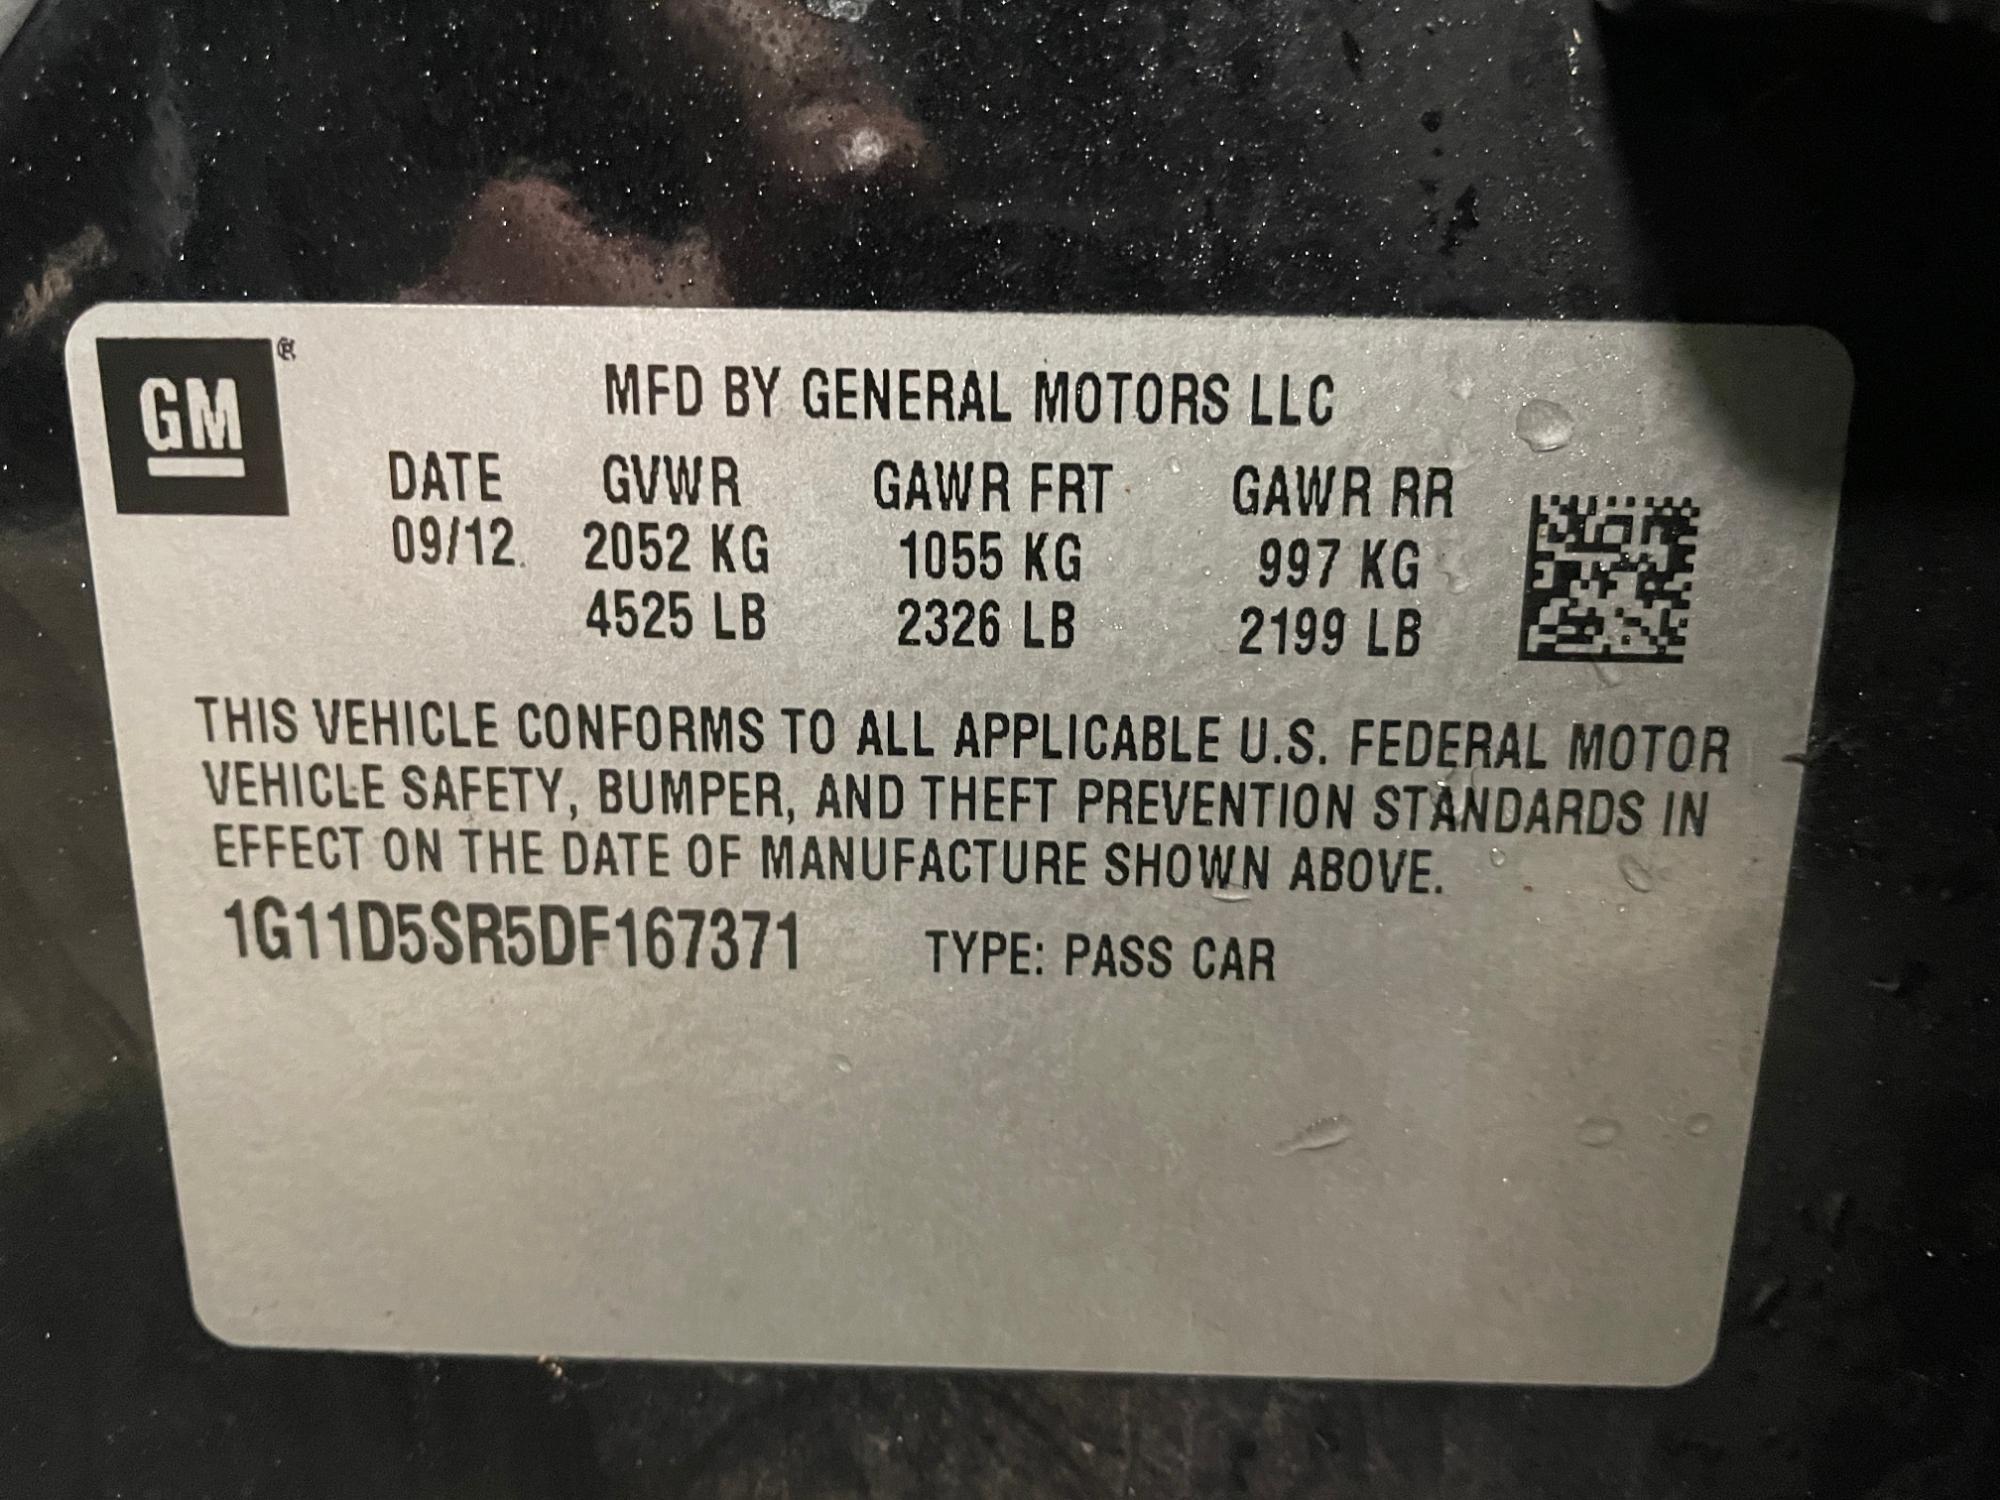 GM ®
MFD BY GENERAL MOTORS LLC
DATE GVWR GAWR FRT GAWR RR
09/12 2052 KG 1055 KG 997 KG
4525 LB 2326 LB 2199 LB
THIS VEHICLE CONFORMS TO ALL APPLICABLE U.S. FEDERAL MOTOR
VEHICLE SAFETY, BUMPER, AND THEFT PREVENTION STANDARDS IN
EFFECT ON THE DATE OF MANUFACTURE SHOWN ABOVE.
1G11D5SR5DF167371 TYPE: PASS CAR